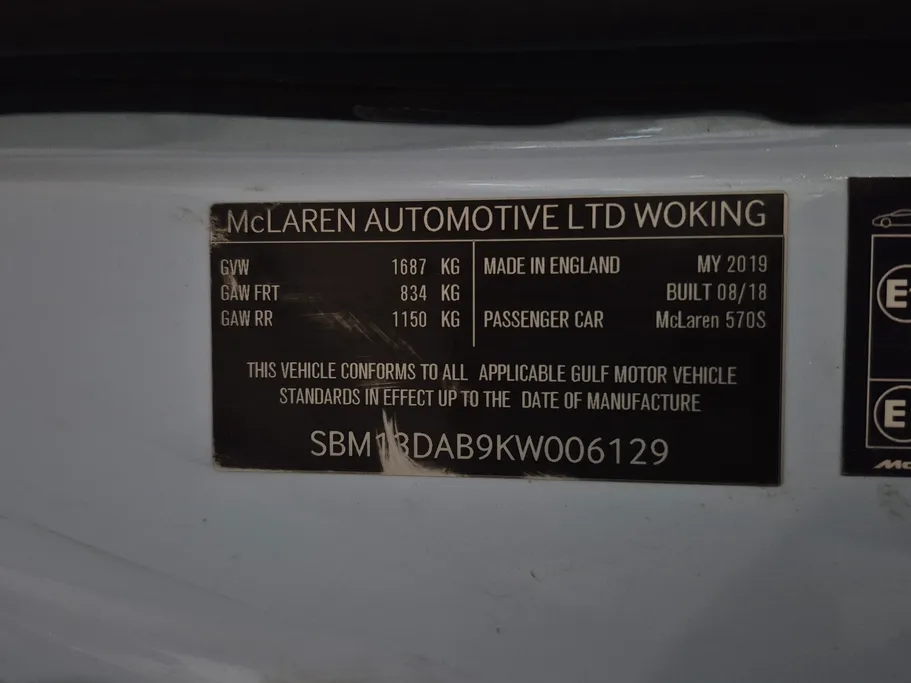 McLAREN AUTOMOTIVE LTD WOKING
GVW 1687 KG
GAW FRT 834 KG
GAW RR 1150 KG
MADE IN ENGLAND MY 2019
BUILT 08/18
PASSENGER CAR McLaren 570S
THIS VEHICLE CONFORMS TO ALL APPLICABLE GULF MOTOR VEHICLE
STANDARDS IN EFFECT UP TO THE DATE OF MANUFACTURE
SBM13DAB9KW006129
E
E